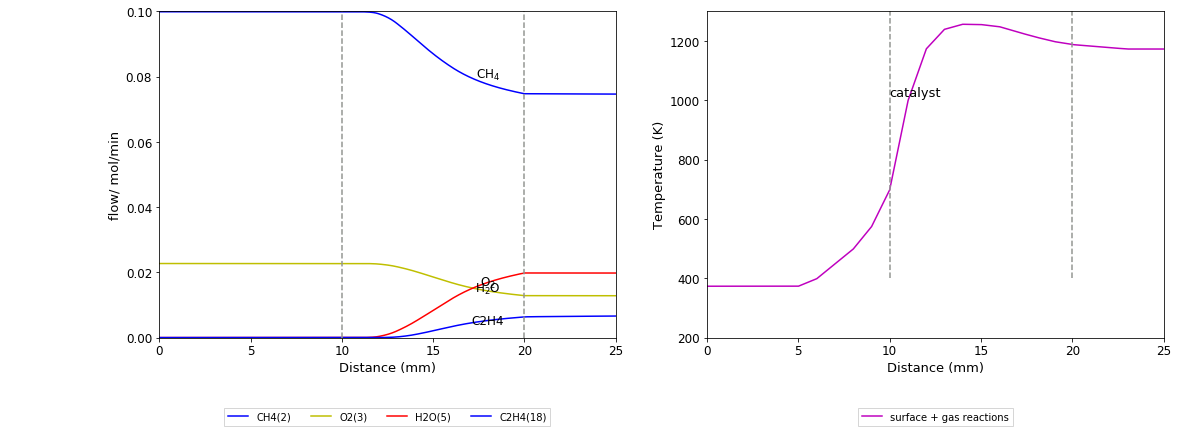 0.10
0.08
0.06
0.04
0.02
0.00
flow/ mol/min
CH₄
O₂
H₂O
C2H4
0 5 10 15 20 25
Distance (mm)
CH4(2) O2(3) H2O(5) C2H4(18)
1200
1000
800
600
400
200
Temperature (K)
catalyst
0 5 10 15 20 25
Distance (mm)
surface + gas reactions